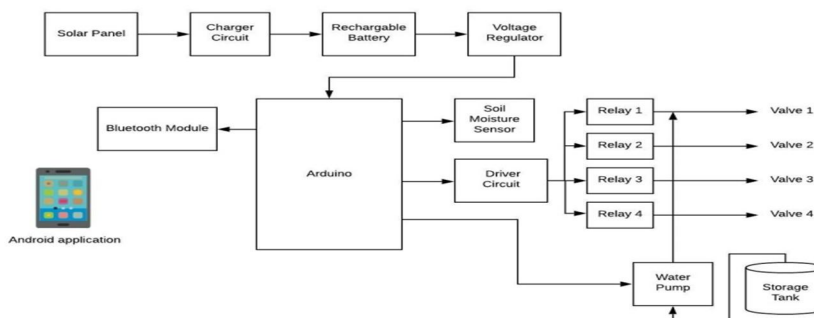 Solar Panel
Charger
Circuit
Rechargable
Battery
Voltage
Regulator
Bluetooth Module
Arduino
Soil
Moisture
Sensor
Driver
Circuit
Relay 1
Relay 2
Relay 3
Relay 4
Valve 1
Valve 2
Valve 3
Valve 4
Android application
Water
Pump
Storage
Tank